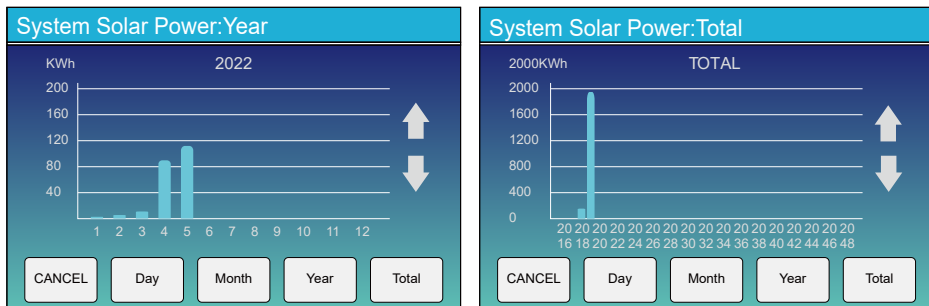 System Solar Power:Year
KWh
2022
200
160
120
80
40
1 2 3 4 5 6 7 8 9 10 11 12
CANCEL
Day
Month
Year
Total
System Solar Power:Total
2000KWh
TOTAL
2000
1600
1200
800
400
0
20 20 20 20 20 20 20 20 20 20 20 20 20 20 20 20 20
16 18 20 22 24 26 28 30 32 34 36 38 40 42 44 46 48
CANCEL
Day
Month
Year
Total